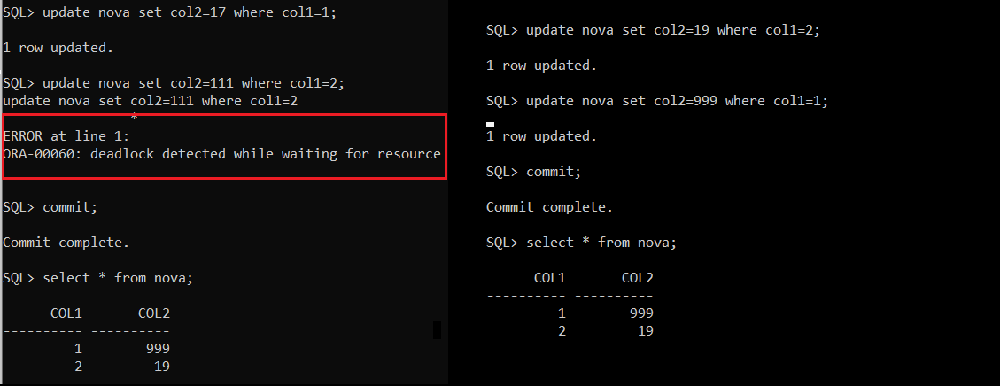 SQL> update nova set col2=17 where col1=1;
1 row updated.
SQL> update nova set col2=111 where col1=2;
update nova set col2=111 where col1=2
*
ERROR at line 1:
ORA-00060: deadlock detected while waiting for resource
SQL> commit;
Commit complete.
SQL> select * from nova;
COL1 COL2
---------- ----------
1 999
2 19
SQL> update nova set col2=19 where col1=2;
1 row updated.
SQL> update nova set col2=999 where col1=1;
1 row updated.
SQL> commit;
Commit complete.
SQL> select * from nova;
COL1 COL2
---------- ----------
1 999
2 19